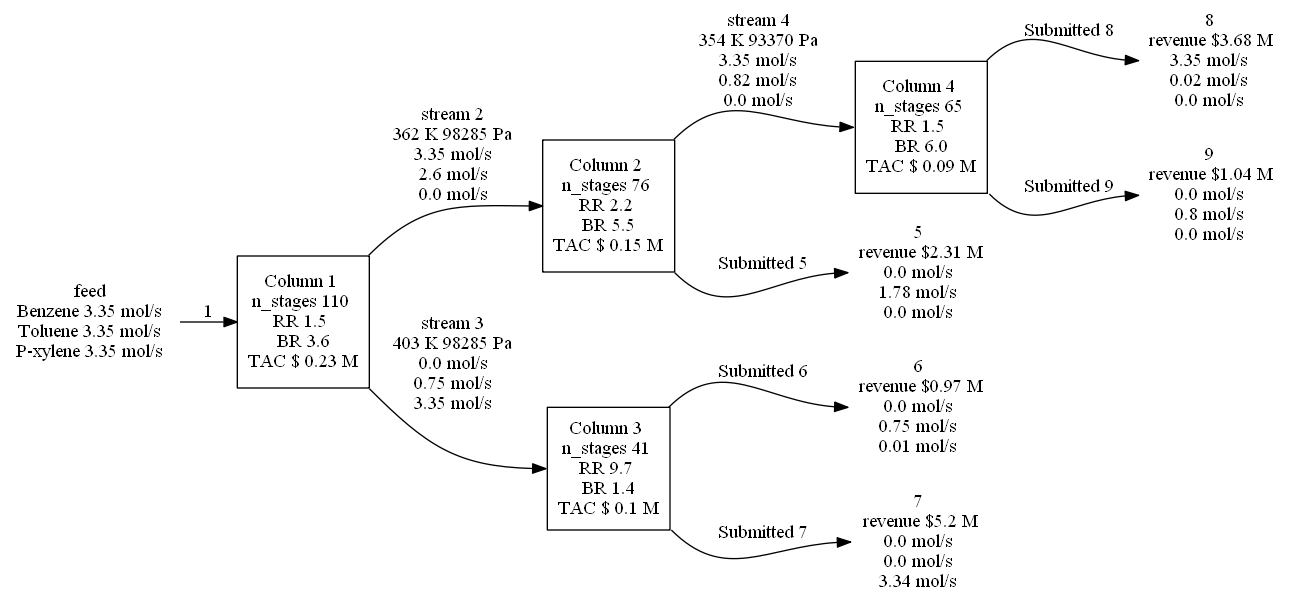 feed
Benzene 3.35 mol/s
Toluene 3.35 mol/s
P-xylene 3.35 mol/s
1
Column 1
n_stages 110
RR 1.5
BR 3.6
TAC $ 0.23 M
stream 2
362 K 98285 Pa
3.35 mol/s
2.6 mol/s
0.0 mol/s
stream 3
403 K 98285 Pa
0.0 mol/s
0.75 mol/s
3.35 mol/s
Column 2
n_stages 76
RR 2.2
BR 5.5
TAC $ 0.15 M
Column 3
n_stages 41
RR 9.7
BR 1.4
TAC $ 0.1 M
stream 4
354 K 93370 Pa
3.35 mol/s
0.82 mol/s
0.0 mol/s
Submitted 5
5
revenue $2.31 M
0.0 mol/s
1.78 mol/s
0.0 mol/s
Submitted 6
6
revenue $0.97 M
0.0 mol/s
0.75 mol/s
0.01 mol/s
Submitted 7
7
revenue $5.2 M
0.0 mol/s
0.0 mol/s
3.34 mol/s
Column 4
n_stages 65
RR 1.5
BR 6.0
TAC $ 0.09 M
Submitted 8
8
revenue $3.68 M
3.35 mol/s
0.02 mol/s
0.0 mol/s
Submitted 9
9
revenue $1.04 M
0.0 mol/s
0.8 mol/s
0.0 mol/s